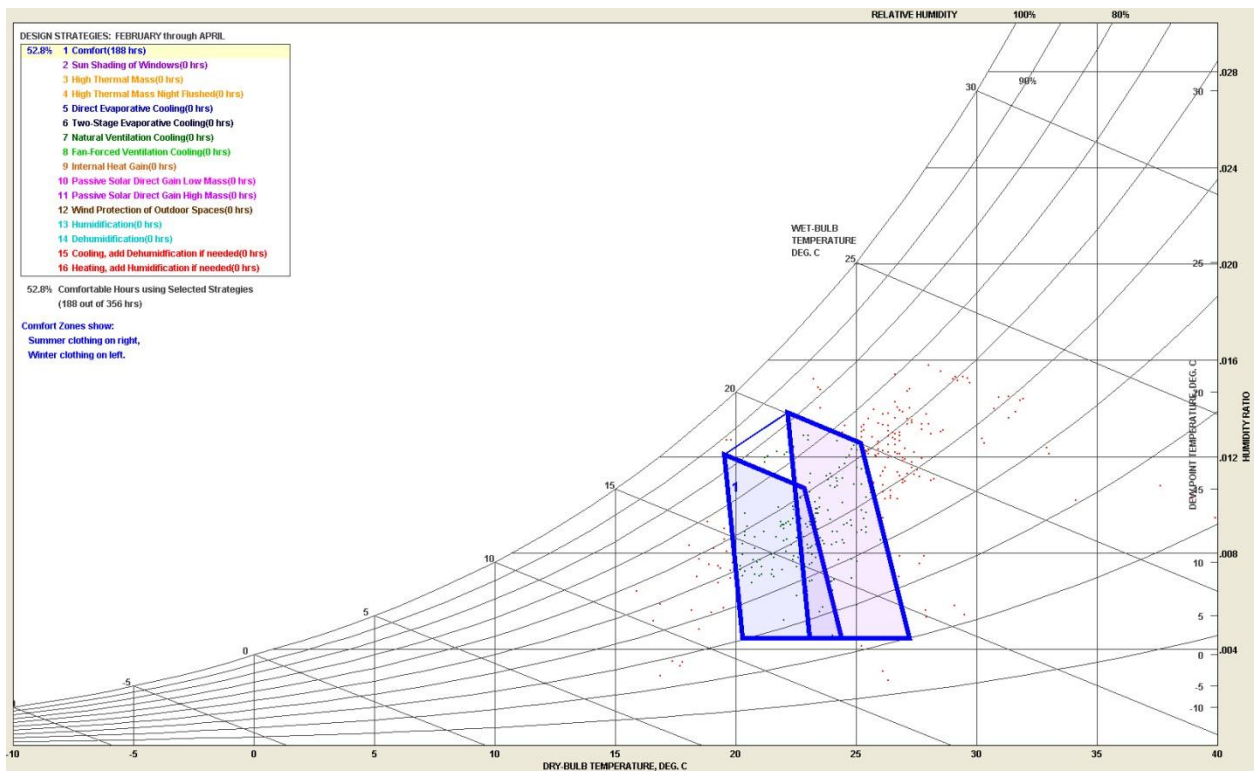 RELATIVE HUMIDITY 100% 80%
DESIGN STRATEGIES: FEBRUARY through APRIL
52.8% 1 Comfort(188 hrs)
2 Sun Shading of Windows(0 hrs)
3 High Thermal Mass(0 hrs)
4 High Thermal Mass Night Flushed(0 hrs)
5 Direct Evaporative Cooling(0 hrs)
6 Two-Stage Evaporative Cooling(0 hrs)
7 Natural Ventilation Cooling(0 hrs)
8 Fan-Forced Ventilation Cooling(0 hrs)
9 Internal Heat Gain(0 hrs)
10 Passive Solar Direct Gain Low Mass(0 hrs)
11 Passive Solar Direct Gain High Mass(0 hrs)
12 Wind Protection of Outdoor Spaces(0 hrs)
13 Humidification(0 hrs)
14 Dehumidification(0 hrs)
15 Cooling, add Dehumidification if needed(0 hrs)
16 Heating, add Humidification if needed(0 hrs)
52.8% Comfortable Hours using Selected Strategies
(188 out of 356 hrs)
Comfort Zones show:
Summer clothing on right,
Winter clothing on left.
90%
WET-BULB
TEMPERATURE
DEG. C
30
25
20
15
10
5
0
-5
1
.028
.024
.020
.016
.012
.008
.004
HUMIDITY RATIO
30
25
20
15
10
5
0
-5
-10
DEW POINT TEMPERATURE, DEG. C
-10 -5 0 5 10 15 20 25 30 35 40
DRY-BULB TEMPERATURE, DEG. C